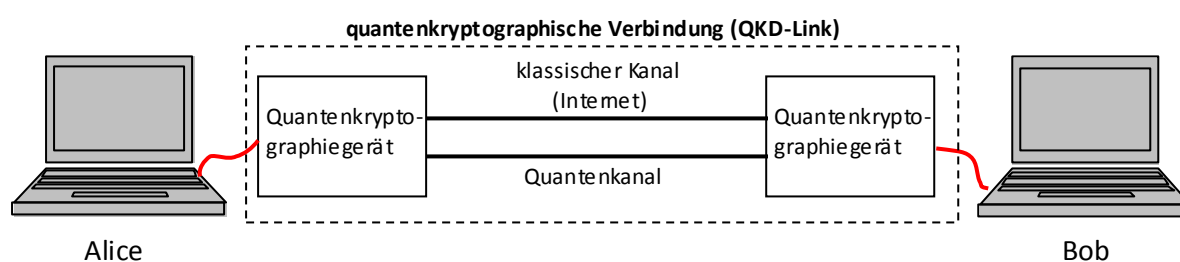 quantenkryptographische Verbindung (QKD-Link)
klassischer Kanal
(Internet)
Quantenkrypto-
graphiegerät
Quantenkrypto-
graphiegerät
Quantenkanal
Alice
Bob